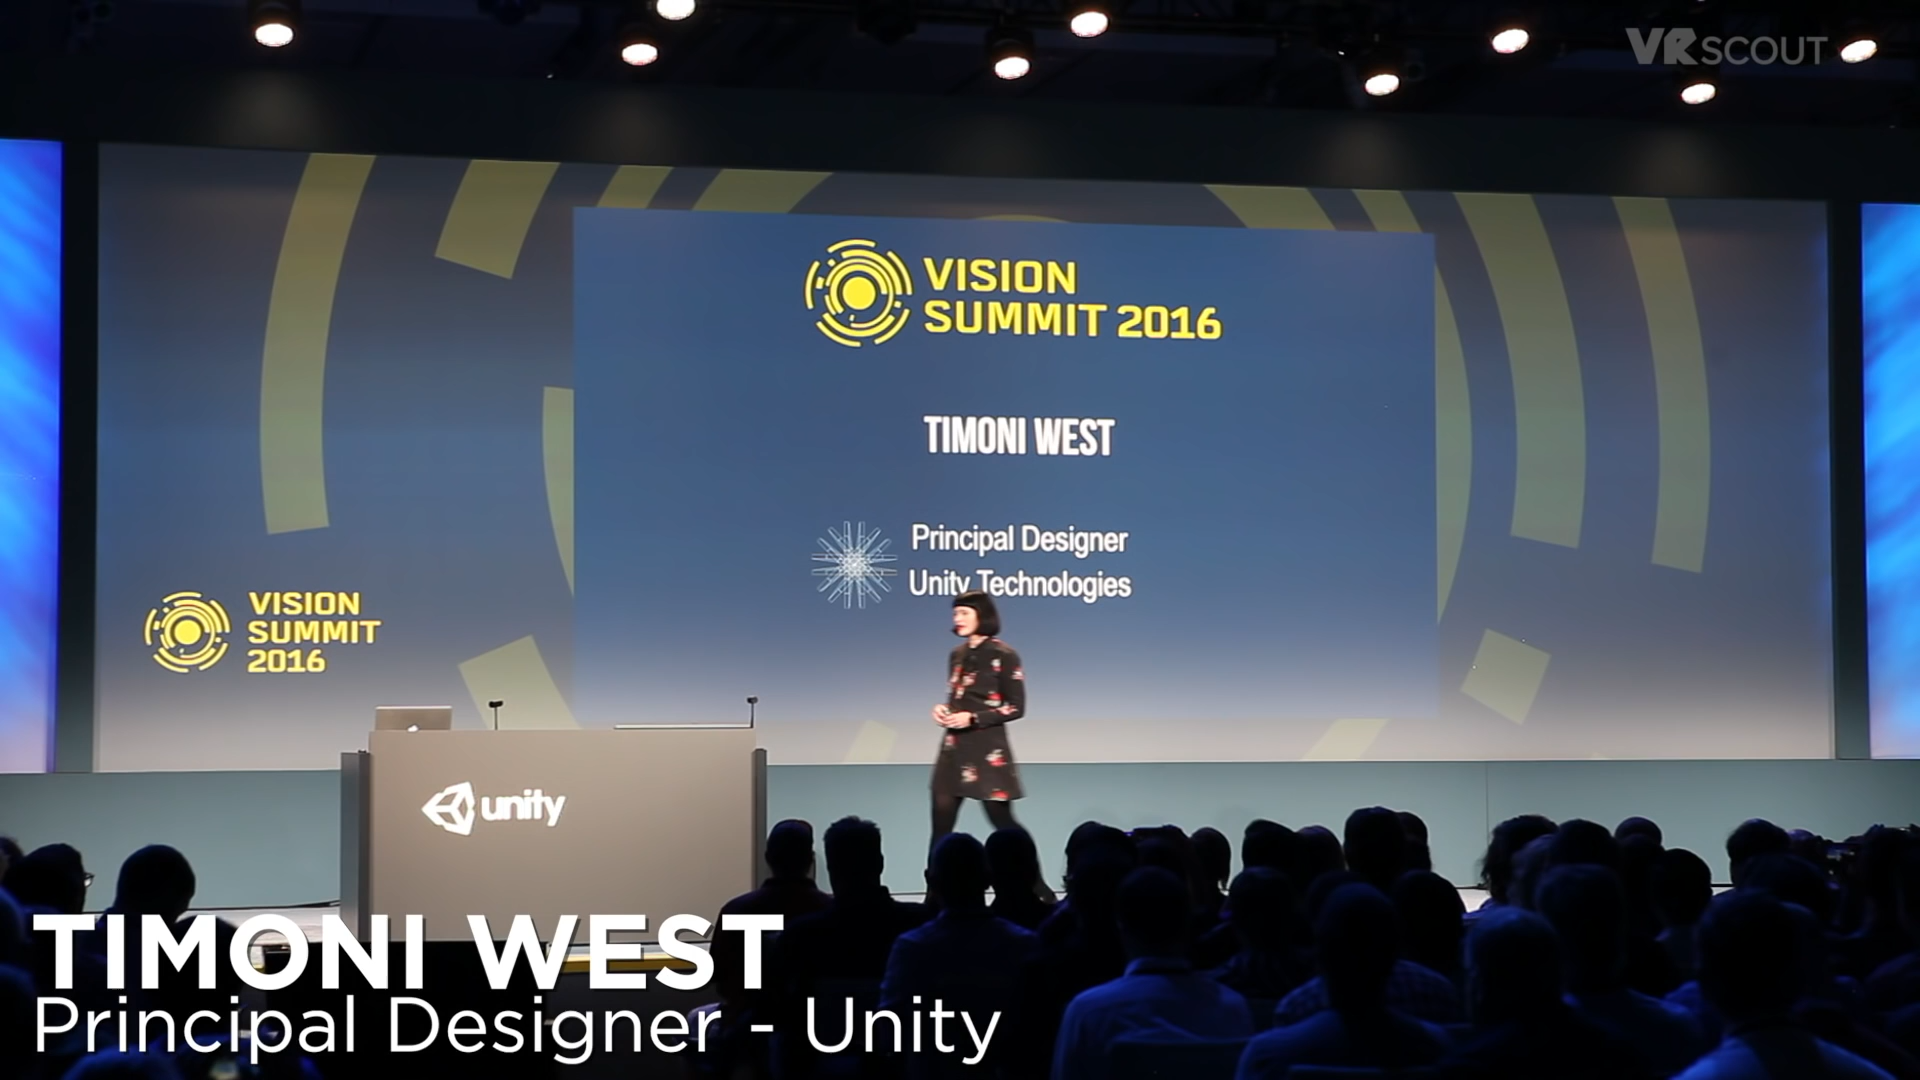 VRSCOUT
VISION
SUMMIT 2016
TIMONI WEST
Principal Designer
Unity Technologies
VISION
SUMMIT
2016
unity
TIMONI WEST
Principal Designer - Unity